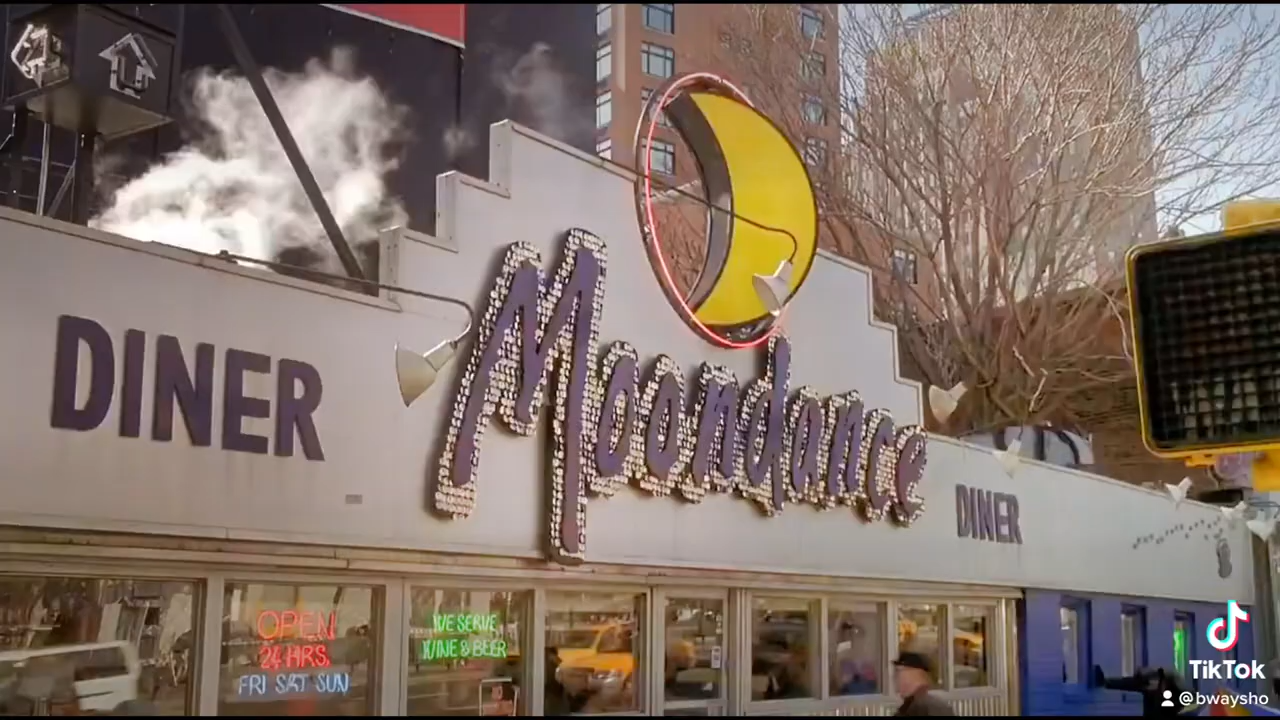 DINER
Moondance
DINER
OPEN
24 HRS.
FRI SAT SUN
WE SERVE
WINE & BEER
TikTok
@bwaysho